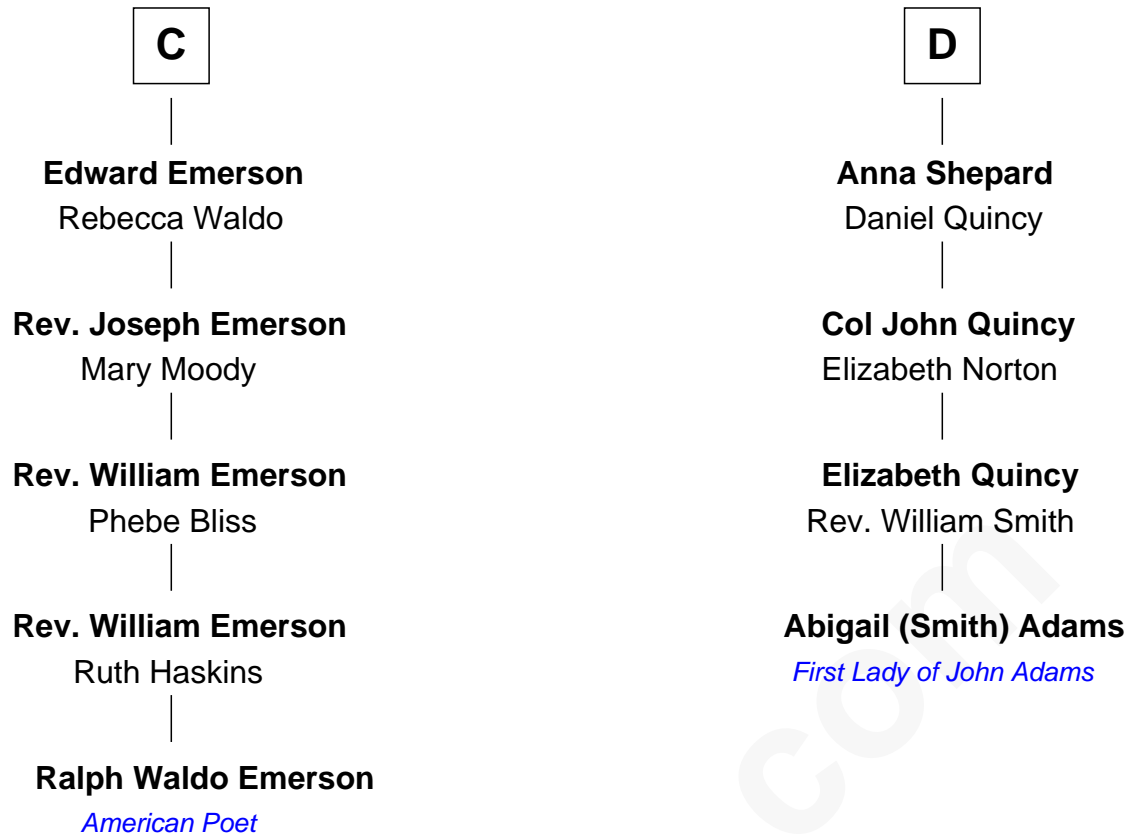 C
Edward Emerson
Rebecca Waldo
Rev. Joseph Emerson
Mary Moody
Rev. William Emerson
Phebe Bliss
Rev. William Emerson
Ruth Haskins
Ralph Waldo Emerson
American Poet
D
Anna Shepard
Daniel Quincy
Col John Quincy
Elizabeth Norton
Elizabeth Quincy
Rev. William Smith
Abigail (Smith) Adams
First Lady of John Adams
com